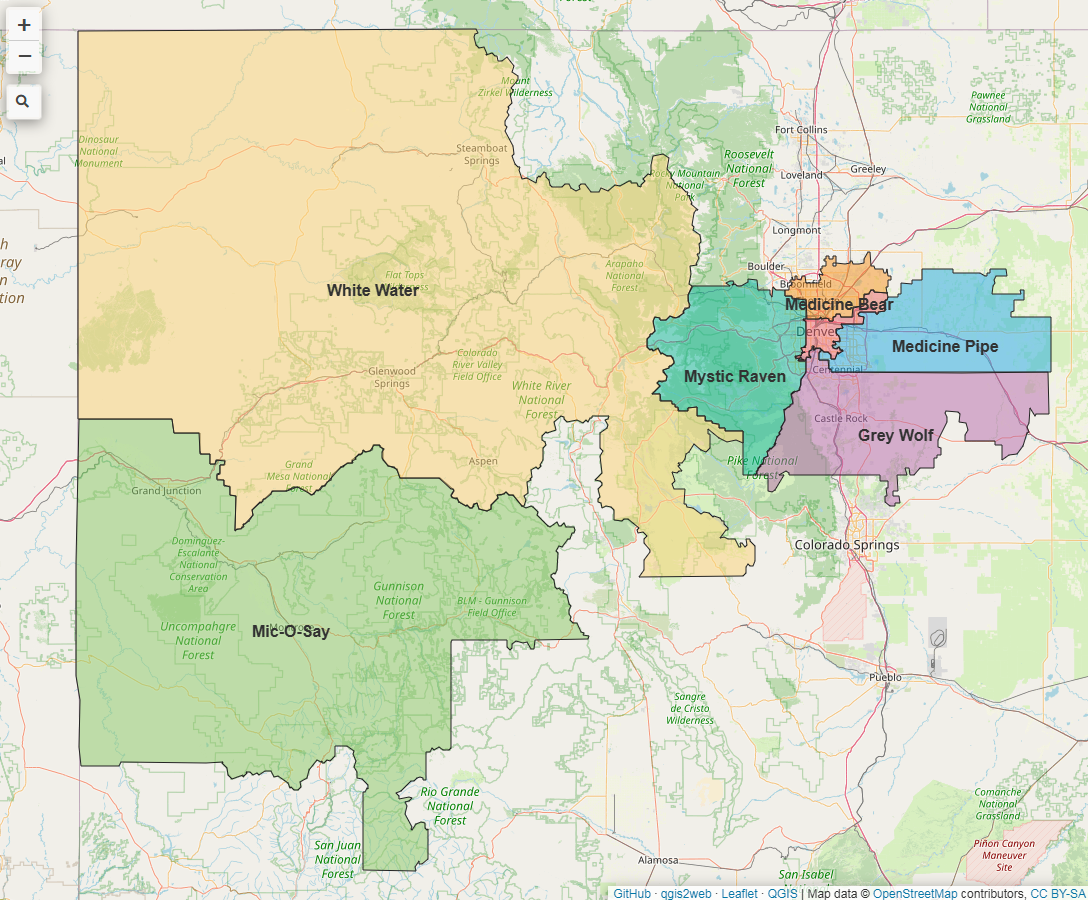 +
−
Mount
Zirkel Wilderness
Pawnee
National
Grassland
Fort Collins
Dinosaur
National
Monument
Steamboat
Springs
al
Roosevelt
National
Forest
Rocky Mountain
National
Park
Loveland
Greeley
Longmont
h
ray
n
tion
Boulder
Arapaho
National
Forest
Flat Tops
White Water
Broomfield
Medicine Bear
Denver
Medicine Pipe
Colorado
River Valley
Field Office
Glenwood
Springs
Mystic Raven
Centennial
White River
National
Forest
Castle Rock
Grey Wolf
Aspen
Pike National
Forest
Grand
Mesa National
Forest
Grand Junction
Colorado Springs
Dominguez-
Escalante
National
Conservation
Area
Gunnison
National
Forest
BLM - Gunnison
Field Office
Uncompahgre
National
Forest
Mic-O-Say
Pueblo
Sangre
de Cristo
Wilderness
Rio Grande
National
Forest
Comanche
National
Grassland
San Juan
National
Forest
Piñon Canyon
Maneuver
Site
Alamosa
San Isabel
GitHub · qgis2web · Leaflet · QGIS | Map data © OpenStreetMap contributors, CC BY-SA